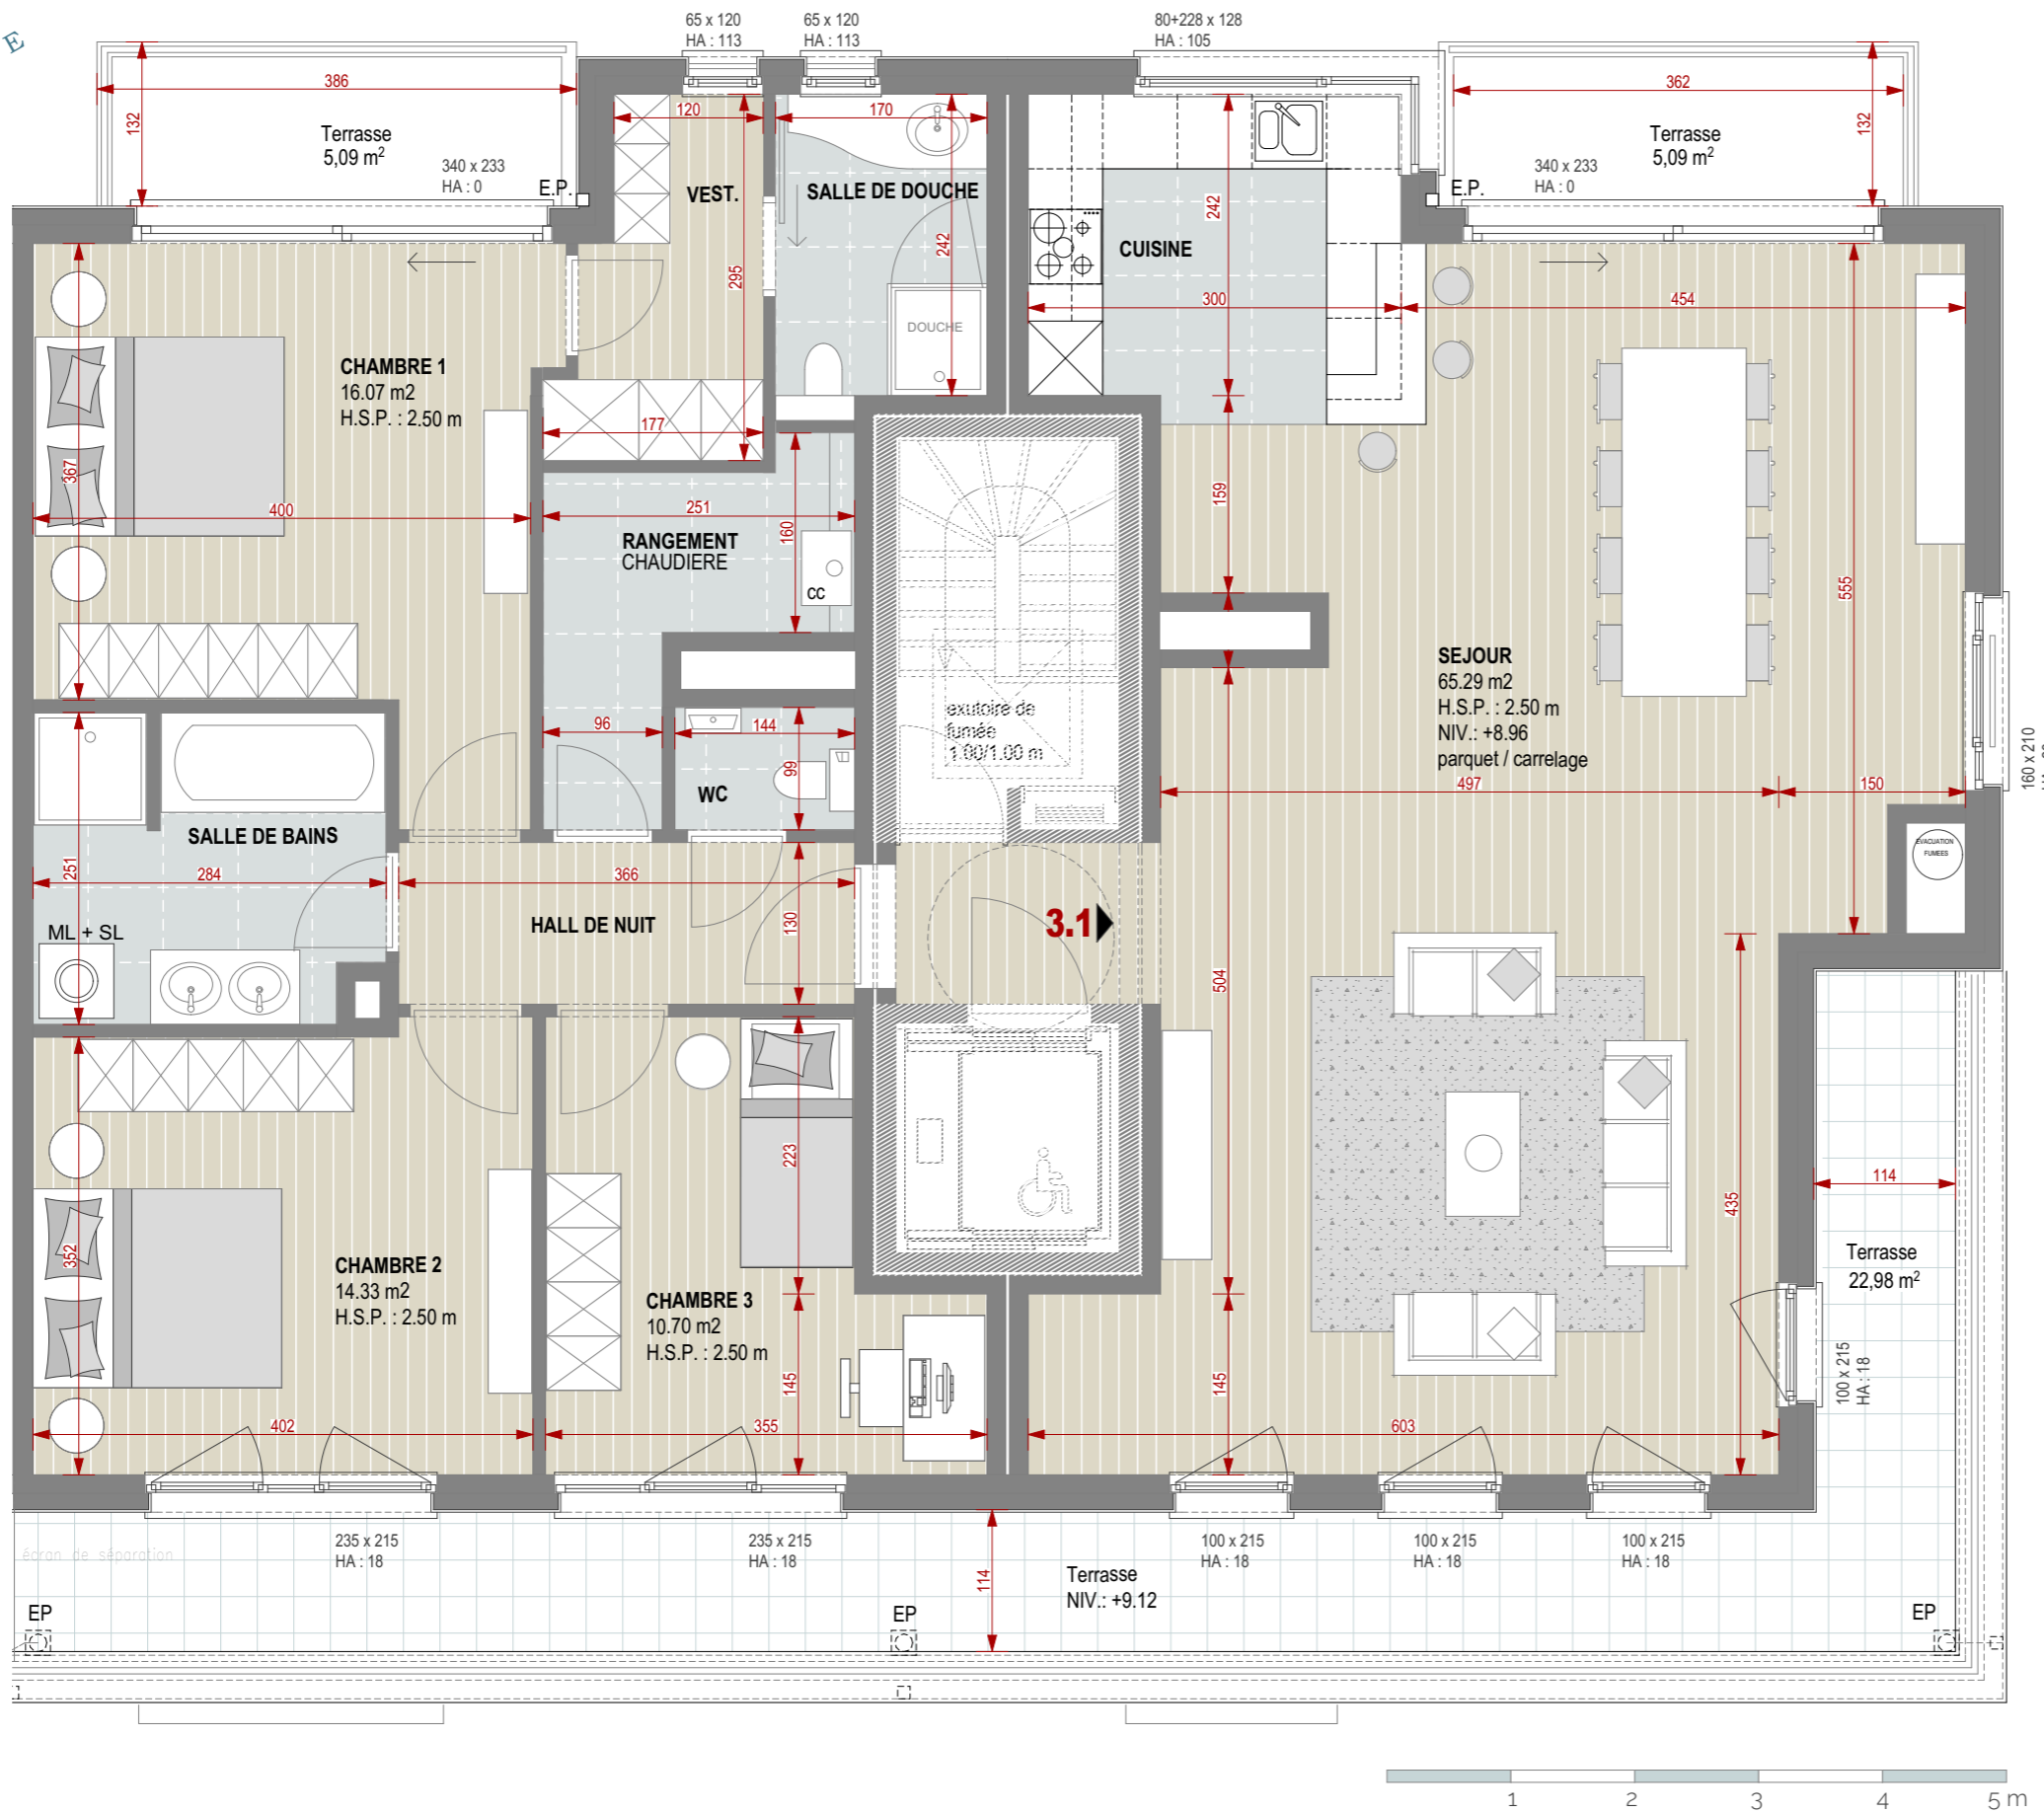 E
65 x 120
HA : 113
65 x 120
HA : 113
80+228 x 128
HA : 105
386
132
Terrasse
5,09 m²
340 x 233
HA : 0
E.P.
120
170
VEST.
SALLE DE DOUCHE
242
295
DOUCHE
177
242
CUISINE
300
454
362
132
Terrasse
5,09 m²
340 x 233
HA : 0
E.P.
CHAMBRE 1
16.07 m2
H.S.P. : 2.50 m
367
400
251
160
RANGEMENT
CHAUDIERE
CC
159
555
SEJOUR
65.29 m2
H.S.P. : 2.50 m
NIV.: +8.96
parquet / carrelage
exutoire de
fumée
1.00/1.00 m
96
144
99
WC
497
150
160 x 210
EVACUATION
FUMEES
SALLE DE BAINS
251
284
ML + SL
366
HALL DE NUIT
130
3.1
504
435
114
Terrasse
22,98 m²
100 x 215
HA : 18
223
352
CHAMBRE 2
14.33 m2
H.S.P. : 2.50 m
CHAMBRE 3
10.70 m2
H.S.P. : 2.50 m
145
145
402
355
603
235 x 215
HA : 18
235 x 215
HA : 18
100 x 215
HA : 18
100 x 215
HA : 18
100 x 215
HA : 18
écran de séparation
114
Terrasse
NIV.: +9.12
EP
EP
EP
1 2 3 4 5 m